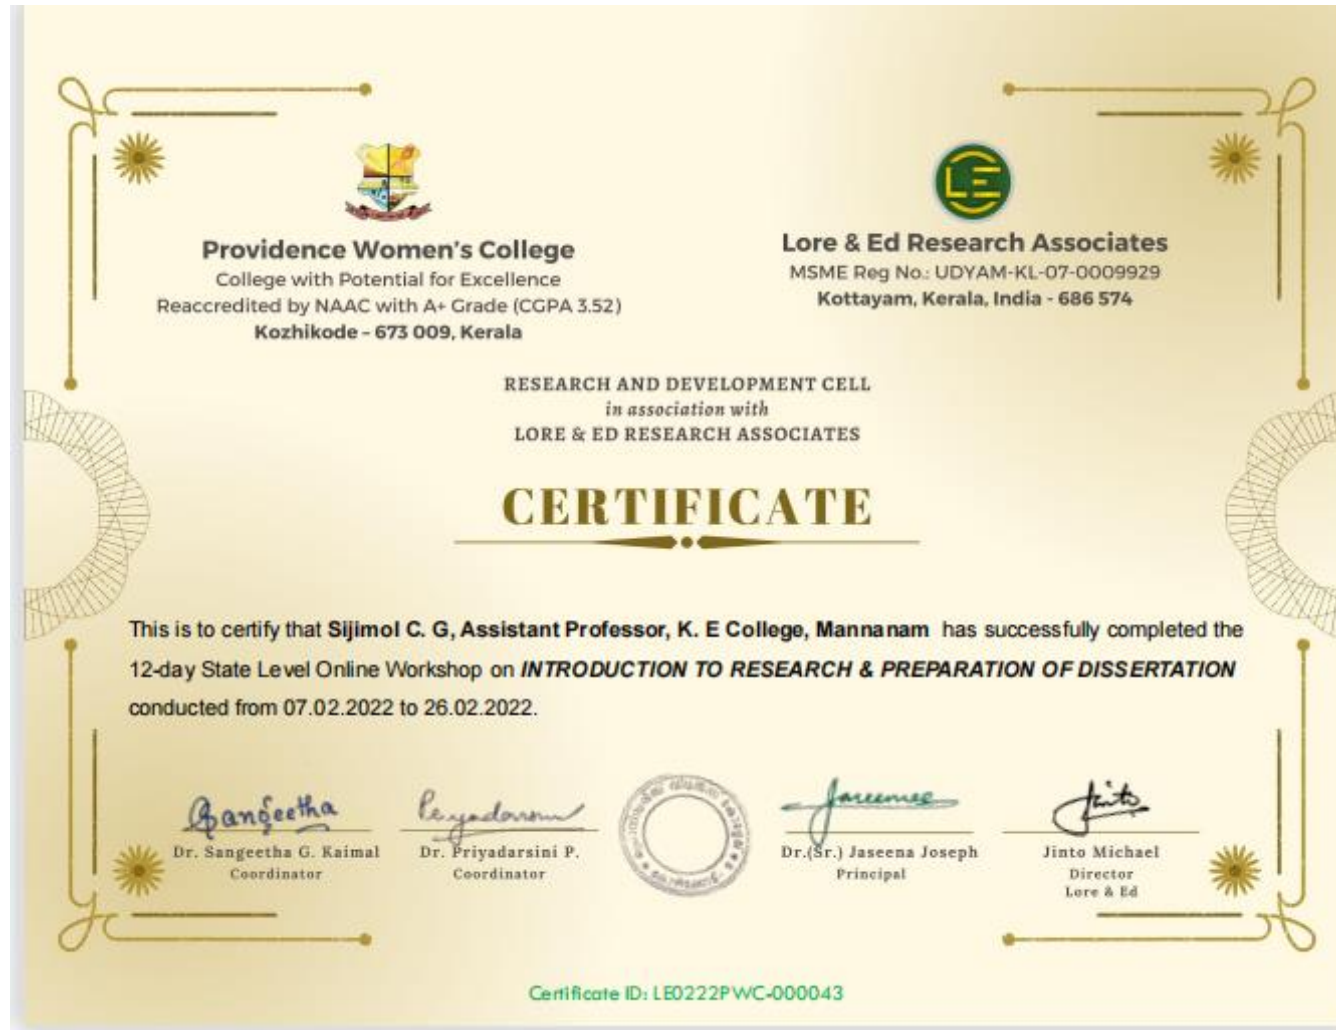 Providence Women's College
College with Potential for Excellence
Reaccredited by NAAC with A+ Grade (CGPA 3.52)
Kozhikode - 673 009, Kerala
LE
Lore & Ed Research Associates
MSME Reg No.: UDYAM-KL-07-0009929
Kottayam, Kerala, India - 686 574
RESEARCH AND DEVELOPMENT CELL
in association with
LORE & ED RESEARCH ASSOCIATES
CERTIFICATE
This is to certify that Sijimol C. G, Assistant Professor, K. E College, Mannanam has successfully completed the
12-day State Level Online Workshop on INTRODUCTION TO RESEARCH & PREPARATION OF DISSERTATION
conducted from 07.02.2022 to 26.02.2022.
Sangeetha
Dr. Sangeetha G. Kaimal
Coordinator
Dr. Priyadarsini P.
Coordinator
Dr.(Sr.) Jaseena Joseph
Principal
Jinto
Jinto Michael
Director
Lore & Ed
Certificate ID: LE0222PWC-000043